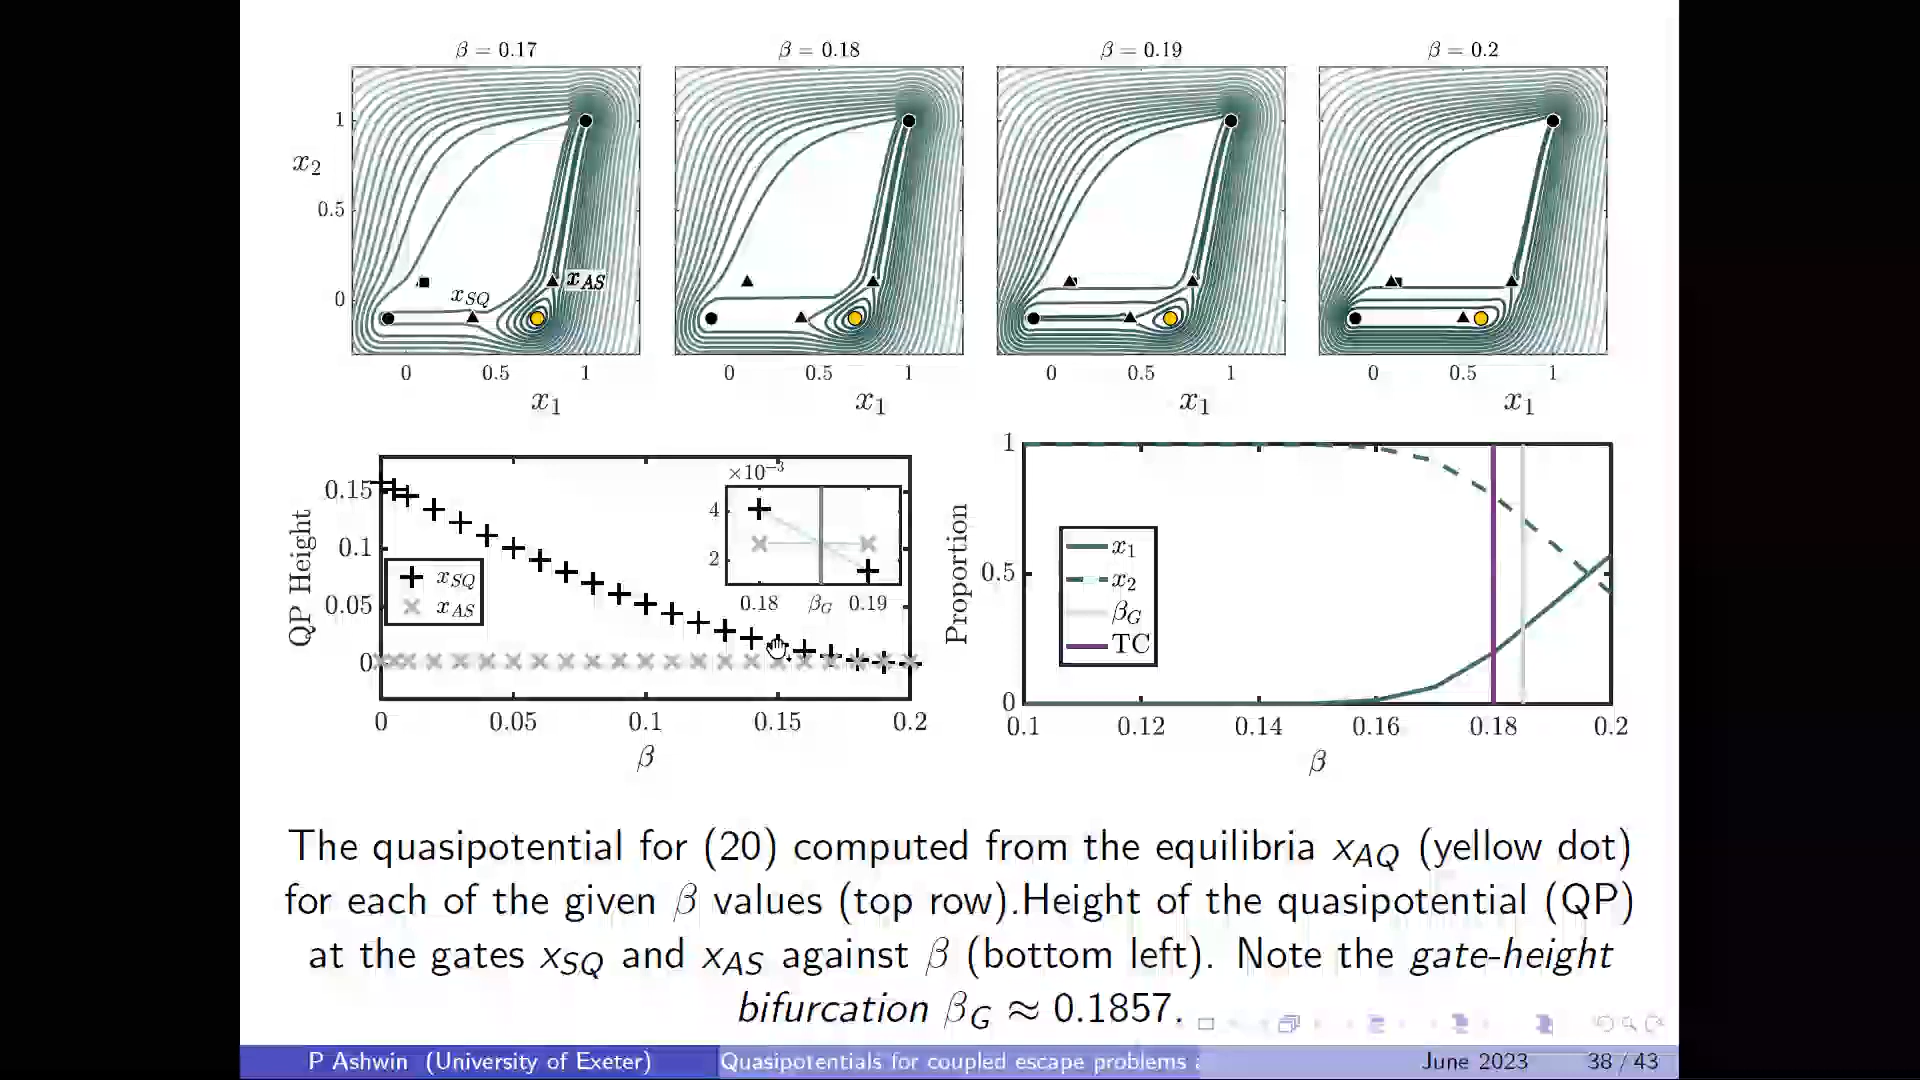 β = 0.17
β = 0.18
β = 0.19
β = 0.2
x2
1
0.5
0
xSQ
xAS
0 0.5 1
0 0.5 1
0 0.5 1
0 0.5 1
x1
x1
x1
x1
QP Height
0.15
0.1
0.05
0
xSQ
xAS
×10−3
4
2
0.18 βG 0.19
0 0.05 0.1 0.15 0.2
β
Proportion
1
0.5
0
x1
x2
βG
TC
0.1 0.12 0.14 0.16 0.18 0.2
β
The quasipotential for (20) computed from the equilibria xAQ (yellow dot)
for each of the given β values (top row).Height of the quasipotential (QP)
at the gates xSQ and xAS against β (bottom left). Note the gate-height
bifurcation βG ≈ 0.1857.
P Ashwin (University of Exeter)
Quasipotentials for coupled escape problems
June 2023
38 / 43